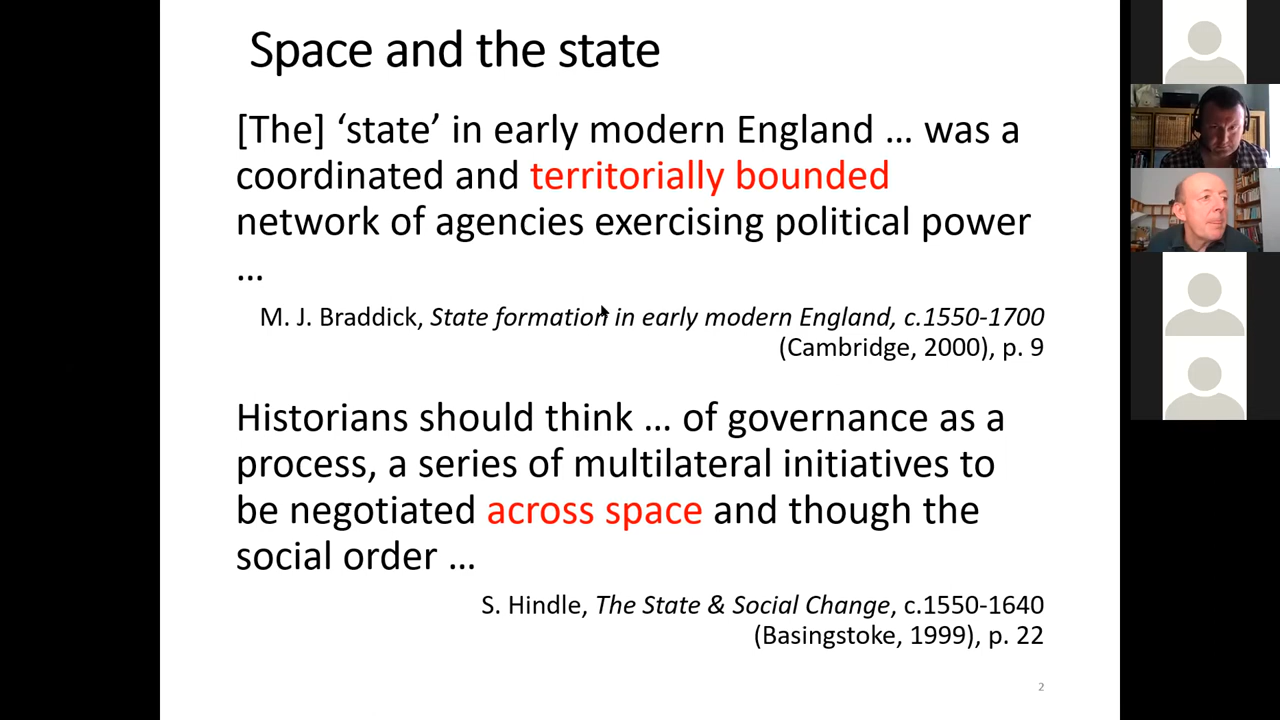 Space and the state
[The] ‘state’ in early modern England … was a
coordinated and territorially bounded
network of agencies exercising political power
…
M. J. Braddick, State formation in early modern England, c.1550-1700
(Cambridge, 2000), p. 9
Historians should think … of governance as a
process, a series of multilateral initiatives to
be negotiated across space and though the
social order …
S. Hindle, The State & Social Change, c.1550-1640
(Basingstoke, 1999), p. 22
2